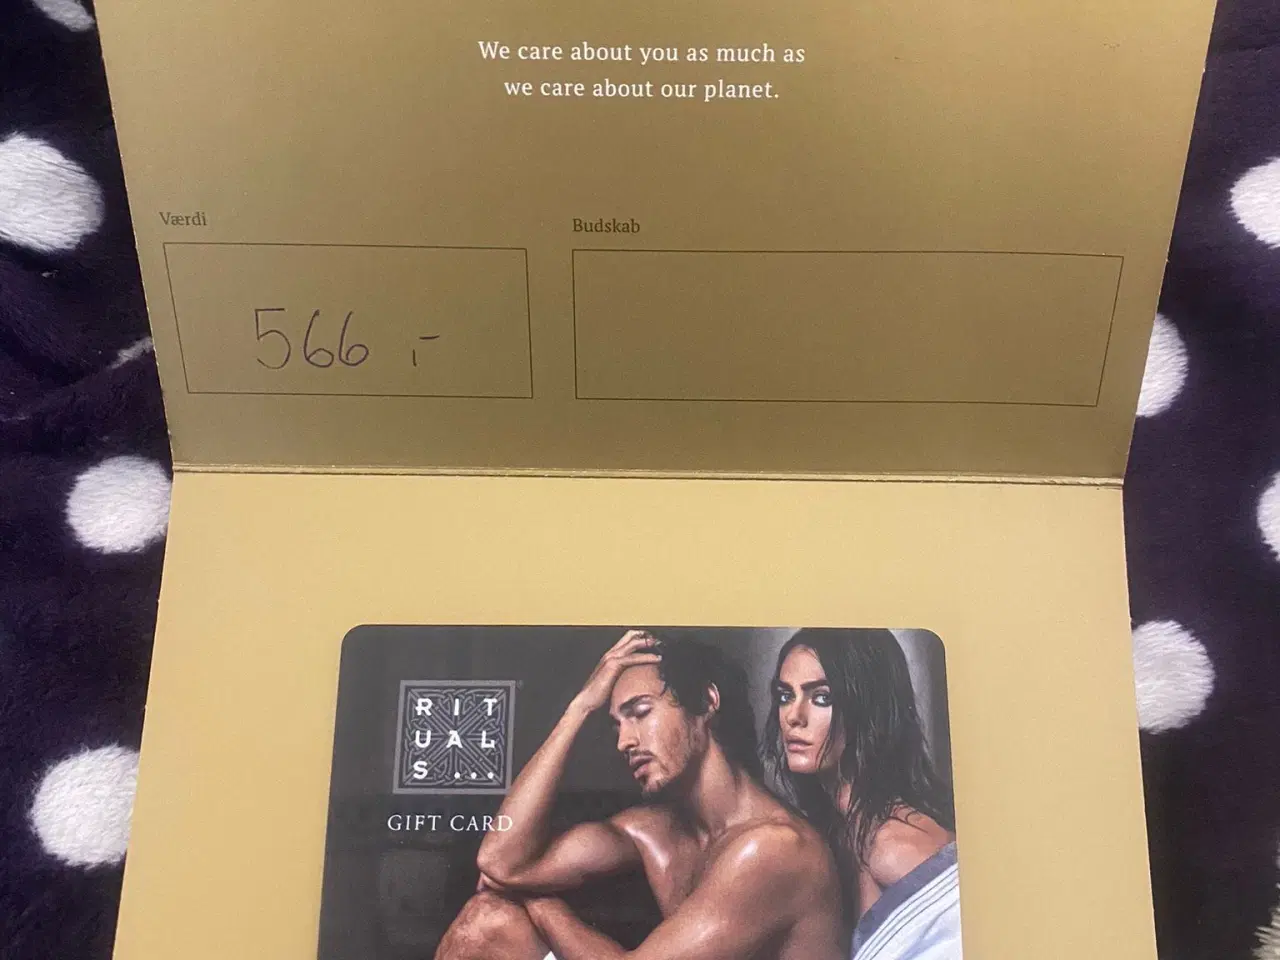 We care about you as much as
we care about our planet.
Værdi
Budskab
566 ,-
RIT
UAL
S...
GIFT CARD